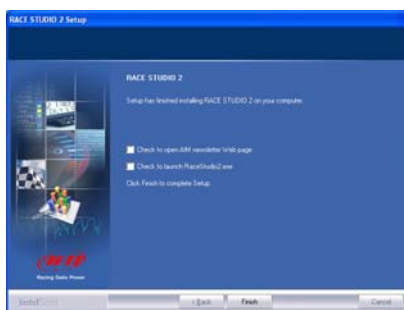 RACE STUDIO 2 Setup
RACE STUDIO 2
Setup has finished installing RACE STUDIO 2 on your computer.
Check to open AIM newsletter Web page
Check to launch RaceStudio2.exe
Click Finish to complete Setup.
AIM
Racing Data Power
< Back
Finish
Cancel